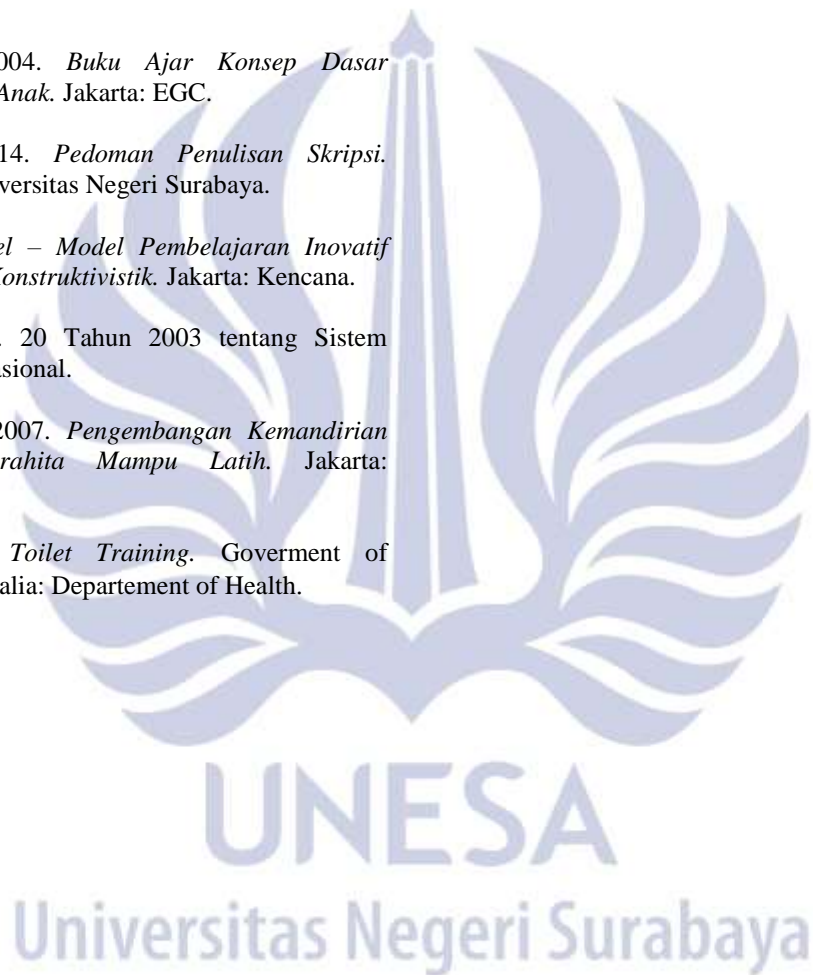 004. Buku Ajar Konsep Dasar
Anak. Jakarta: EGC.
14. Pedoman Penulisan Skripsi.
versitas Negeri Surabaya.
el – Model Pembelajaran Inovatif
Konstruktivistik. Jakarta: Kencana.
. 20 Tahun 2003 tentang Sistem
asional.
2007. Pengembangan Kemandirian
rahita Mampu Latih. Jakarta:
Toilet Training. Goverment of
alia: Departement of Health.
UNESA
Universitas Negeri Surabaya